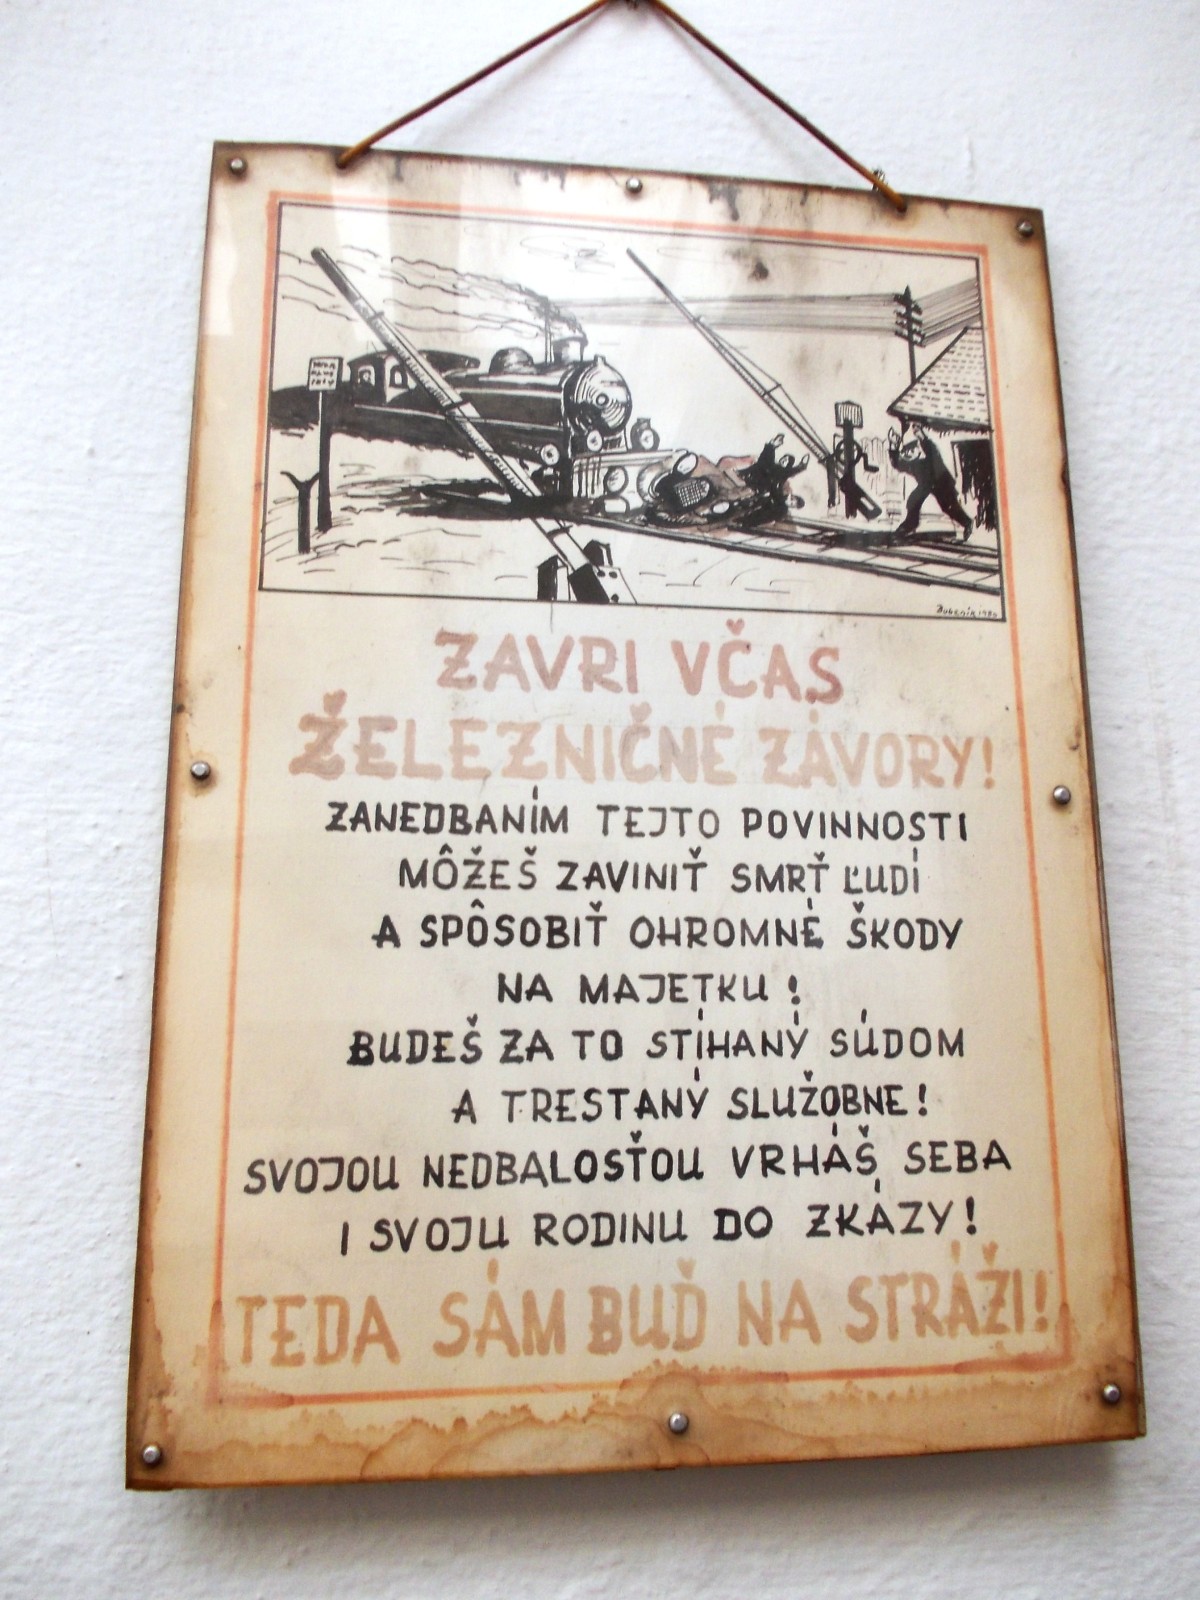 ZAVRI VČAS
ŽELEZNIČNÉ ZÁVORY!
ZANEDBANÍM TEJTO POVINNOSTI
MÔŽEŠ ZAVINIŤ SMRŤ ĽUDÍ
A SPÔSOBIŤ OHROMNÉ ŠKODY
NA MAJETKU!
BUDEŠ ZA TO STÍHANÝ SÚDOM
A TRESTANÝ SLUŽOBNE!
SVOJOU NEDBALOSŤOU VRHÁŠ SEBA
I SVOJU RODINU DO ZKÁZY!
TEDA SÁM BUĎ NA STRÁŽI!